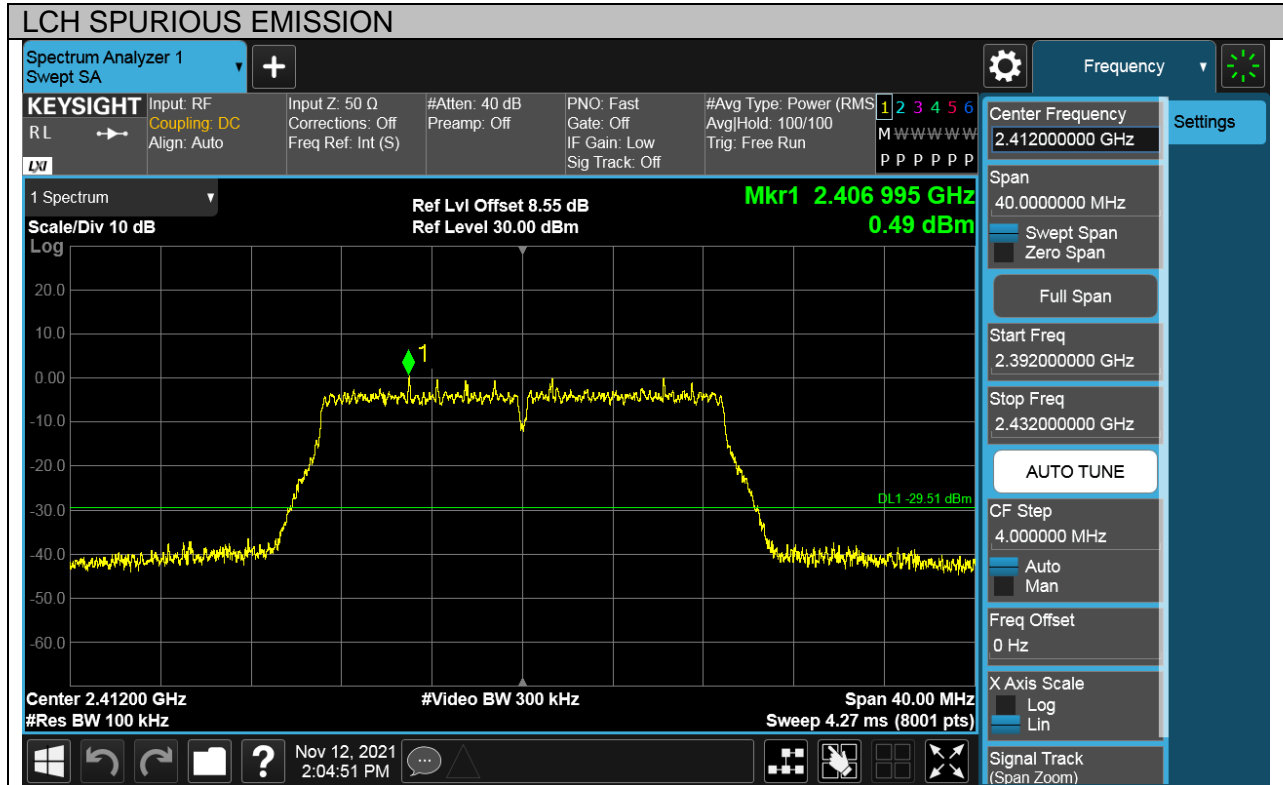 LCH SPURIOUS EMISSION
Spectrum Analyzer 1
Swept SA
+
Frequency
KEYSIGHT
RL
LXI
Input: RF
Coupling: DC
Align: Auto
Input Z: 50 Ω
Corrections: Off
Freq Ref: Int (S)
#Atten: 40 dB
Preamp: Off
PNO: Fast
Gate: Off
IF Gain: Low
Sig Track: Off
#Avg Type: Power (RMS
Avg|Hold: 100/100
Trig: Free Run
1 2 3 4 5 6
M W W W W W
P P P P P P
Center Frequency
2.412000000 GHz
Settings
1 Spectrum
Scale/Div 10 dB
Ref Lvl Offset 8.55 dB
Ref Level 30.00 dBm
Mkr1 2.406 995 GHz
0.49 dBm
Span
40.0000000 MHz
Swept Span
Zero Span
Full Span
Start Freq
2.392000000 GHz
Stop Freq
2.432000000 GHz
AUTO TUNE
CF Step
4.000000 MHz
Auto
Man
Freq Offset
0 Hz
X Axis Scale
Log
Lin
Signal Track
(Span Zoom)
Log
20.0
10.0
1
0.00
-10.0
-20.0
DL1 -29.51 dBm
-30.0
-40.0
-50.0
-60.0
Center 2.41200 GHz
#Video BW 300 kHz
Span 40.00 MHz
#Res BW 100 kHz
Sweep 4.27 ms (8001 pts)
?
Nov 12, 2021
2:04:51 PM